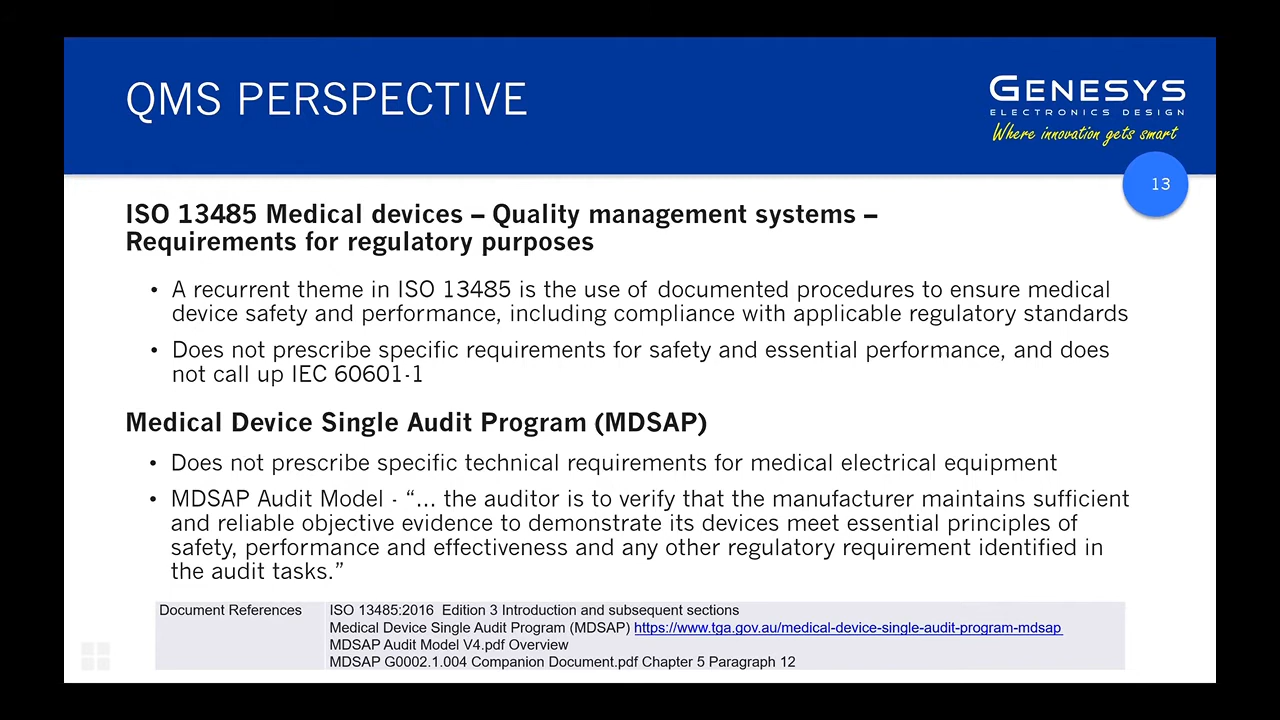 QMS PERSPECTIVE
GENESYS
ELECTRONICS DESIGN
Where innovation gets smart
13
ISO 13485 Medical devices – Quality management systems –
Requirements for regulatory purposes
• A recurrent theme in ISO 13485 is the use of documented procedures to ensure medical
device safety and performance, including compliance with applicable regulatory standards
• Does not prescribe specific requirements for safety and essential performance, and does
not call up IEC 60601-1
Medical Device Single Audit Program (MDSAP)
• Does not prescribe specific technical requirements for medical electrical equipment
• MDSAP Audit Model - “… the auditor is to verify that the manufacturer maintains sufficient
and reliable objective evidence to demonstrate its devices meet essential principles of
safety, performance and effectiveness and any other regulatory requirement identified in
the audit tasks.”
Document References
ISO 13485:2016 Edition 3 Introduction and subsequent sections
Medical Device Single Audit Program (MDSAP) https://www.tga.gov.au/medical-device-single-audit-program-mdsap
MDSAP Audit Model V4.pdf Overview
MDSAP G0002.1.004 Companion Document.pdf Chapter 5 Paragraph 12